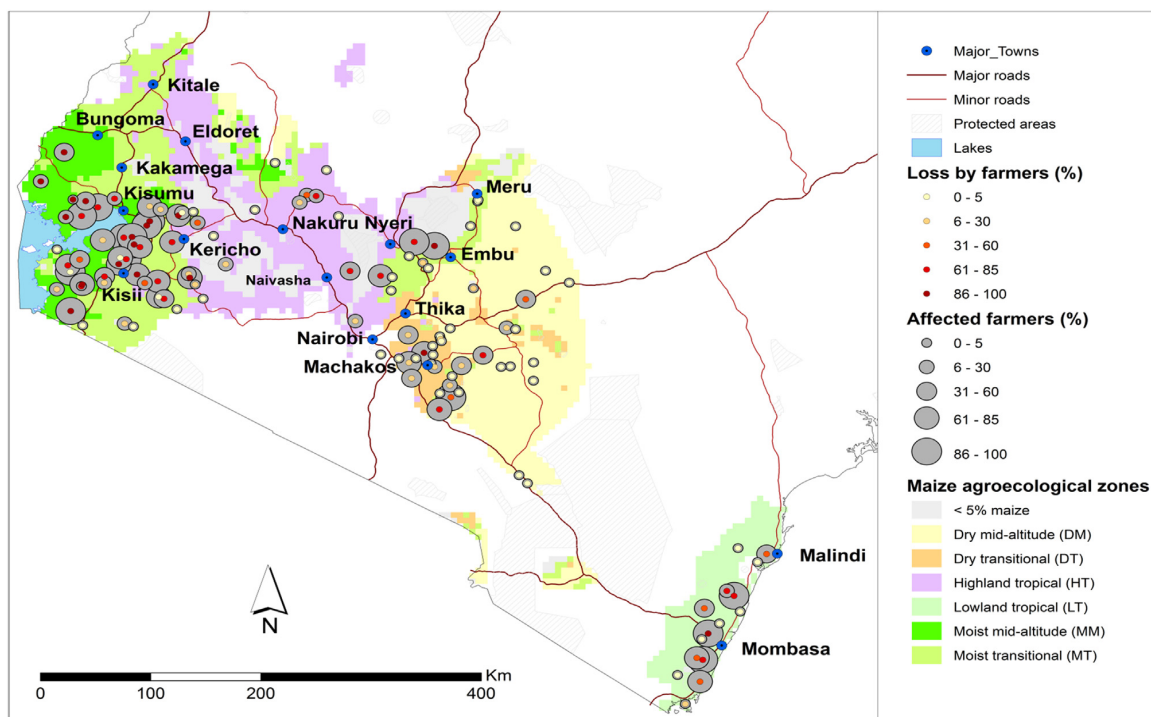 Kitale
Bungoma
Eldoret
Kakamega
Kisumu
Meru
Nakuru Nyeri
Kericho
Embu
Naivasha
Kisii
Thika
Nairobi
Machakos
Malindi
Mombasa
N
Km
0 100 200 400
Major_Towns
Major roads
Minor roads
Protected areas
Lakes
Loss by farmers (%)
0 - 5
6 - 30
31 - 60
61 - 85
86 - 100
Affected farmers (%)
0 - 5
6 - 30
31 - 60
61 - 85
86 - 100
Maize agroecological zones
< 5% maize
Dry mid-altitude (DM)
Dry transitional (DT)
Highland tropical (HT)
Lowland tropical (LT)
Moist mid-altitude (MM)
Moist transitional (MT)